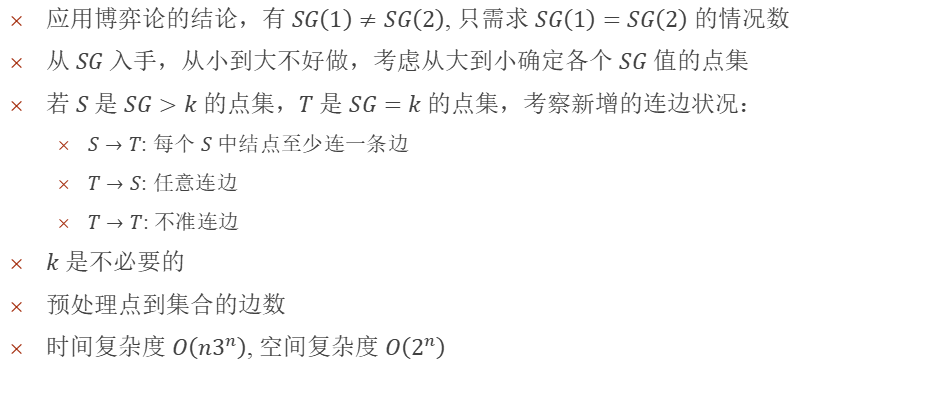 × 应用博弈论的结论，有 SG(1) ≠ SG(2), 只需求 SG(1) = SG(2) 的情况数
× 从 SG 入手，从小到大不好做，考虑从大到小确定各个 SG 值的点集
× 若 S 是 SG > k 的点集，T 是 SG = k 的点集，考察新增的连边状况：
× S → T: 每个 S 中结点至少连一条边
× T → S: 任意连边
× T → T: 不准连边
× k 是不必要的
× 预处理点到集合的边数
× 时间复杂度 O(n3ⁿ), 空间复杂度 O(2ⁿ)